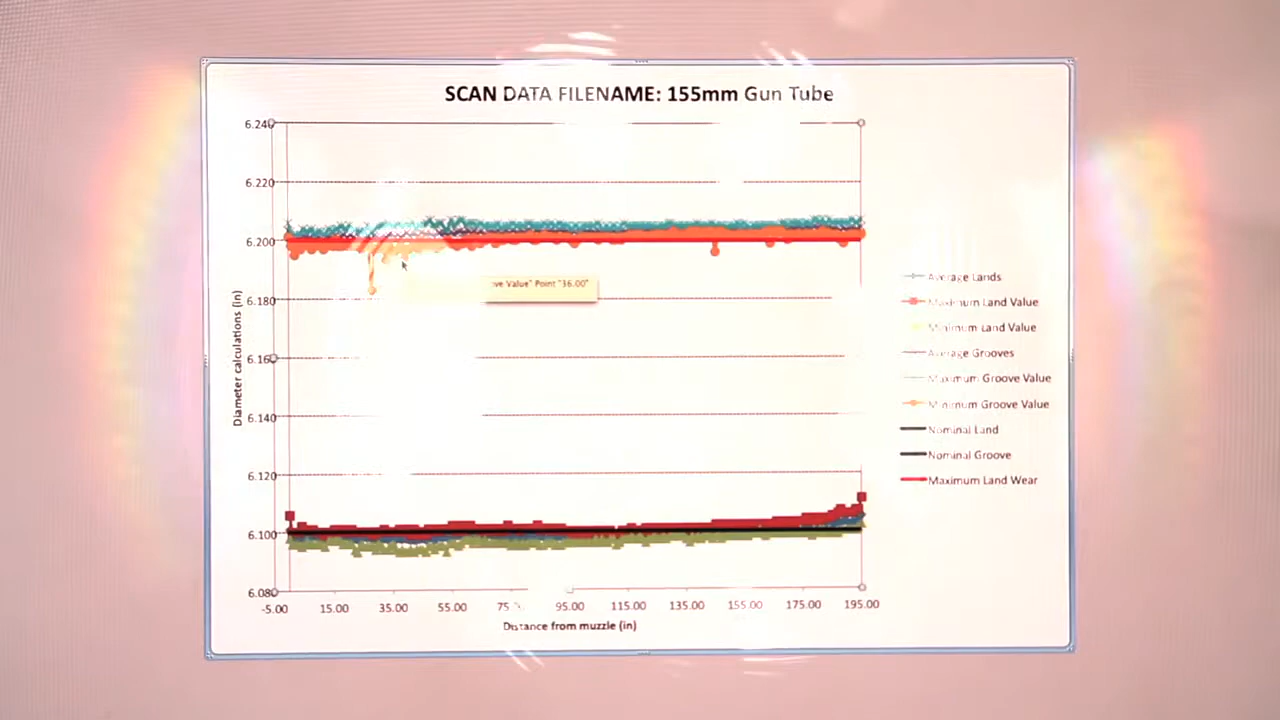 SCAN DATA FILENAME: 155mm Gun Tube
6.240
6.220
6.200
6.180
6.160
6.140
6.120
6.100
6.080
Diameter calculations (in)
Value" Point "36.00"
-5.00 15.00 35.00 55.00 95.00 115.00 135.00 155.00 175.00 195.00
Distance from muzzle (in)
Average Lands
Maximum Land Value
Minimum Land Value
Average Grooves
Maximum Groove Value
Minimum Groove Value
Nominal Land
Nominal Groove
Maximum Land Wear